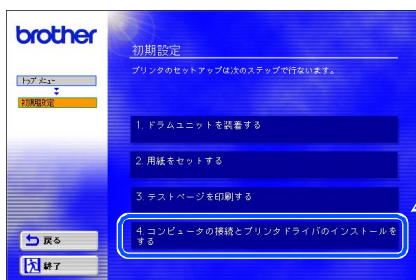 brother
初期設定
プリンタのセットアップは次のステップで行ないます。
トップメニュー
初期設定
1. ドラムユニットを装着する
2. 用紙をセットする
3. テストページを印刷する
4. コンピュータの接続とプリンタドライバのインストールを
する
戻る
終了